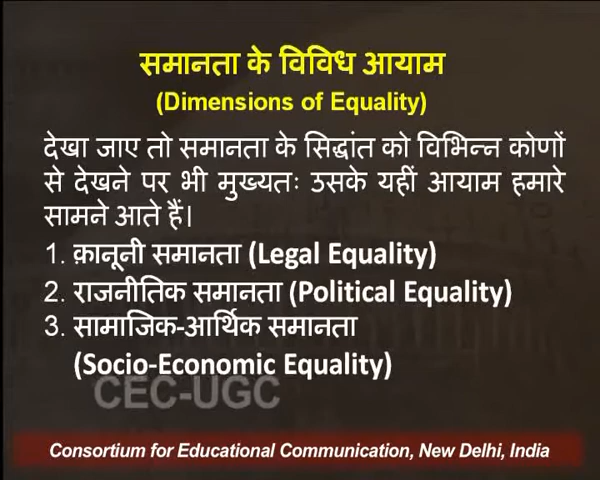 समानता के विविध आयाम
(Dimensions of Equality)
देखा जाए तो समानता के सिद्धांत को विभिन्न कोणों
से देखने पर भी मुख्यतः उसके यहीं आयाम हमारे
सामने आते हैं।
1. क़ानूनी समानता (Legal Equality)
2. राजनीतिक समानता (Political Equality)
3. सामाजिक-आर्थिक समानता
(Socio-Economic Equality)
CEC-UGC
Consortium for Educational Communication, New Delhi, India